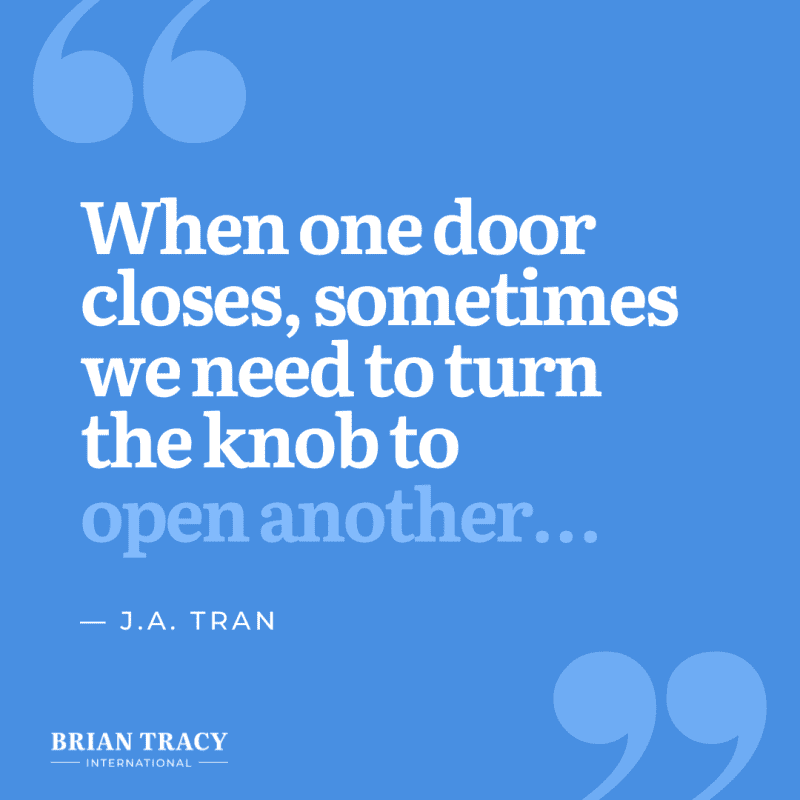 When one door
closes, sometimes
we need to turn
the knob to
open another...
— J.A. TRAN
BRIAN TRACY
INTERNATIONAL